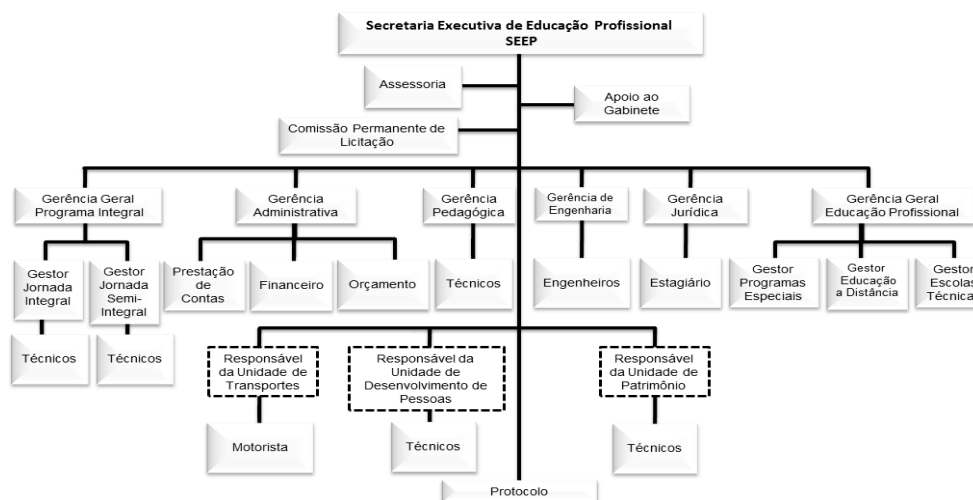 Secretaria Executiva de Educação Profissional
SEEP
Assessoria
Apoio ao
Gabinete
Comissão Permanente de
Licitação
Gerência Geral
Programa Integral
Gerência
Administrativa
Gerência
Pedagógica
Gerência de
Engenharia
Gerência
Jurídica
Gerência Geral
Educação Profissional
Gestor
Jornada
Integral
Gestor
Jornada
Semi-
Integral
Prestação
de
Contas
Financeiro
Orçamento
Técnicos
Engenheiros
Estagiário
Gestor
Programas
Especiais
Gestor
Educação
a Distância
Gestor
Escolas
Técnica
Técnicos
Técnicos
Responsável
da Unidade de
Transportes
Responsável da
Unidade de
Desenvolvimento de
Pessoas
Responsável
da Unidade
de Patrimônio
Motorista
Técnicos
Técnicos
Protocolo